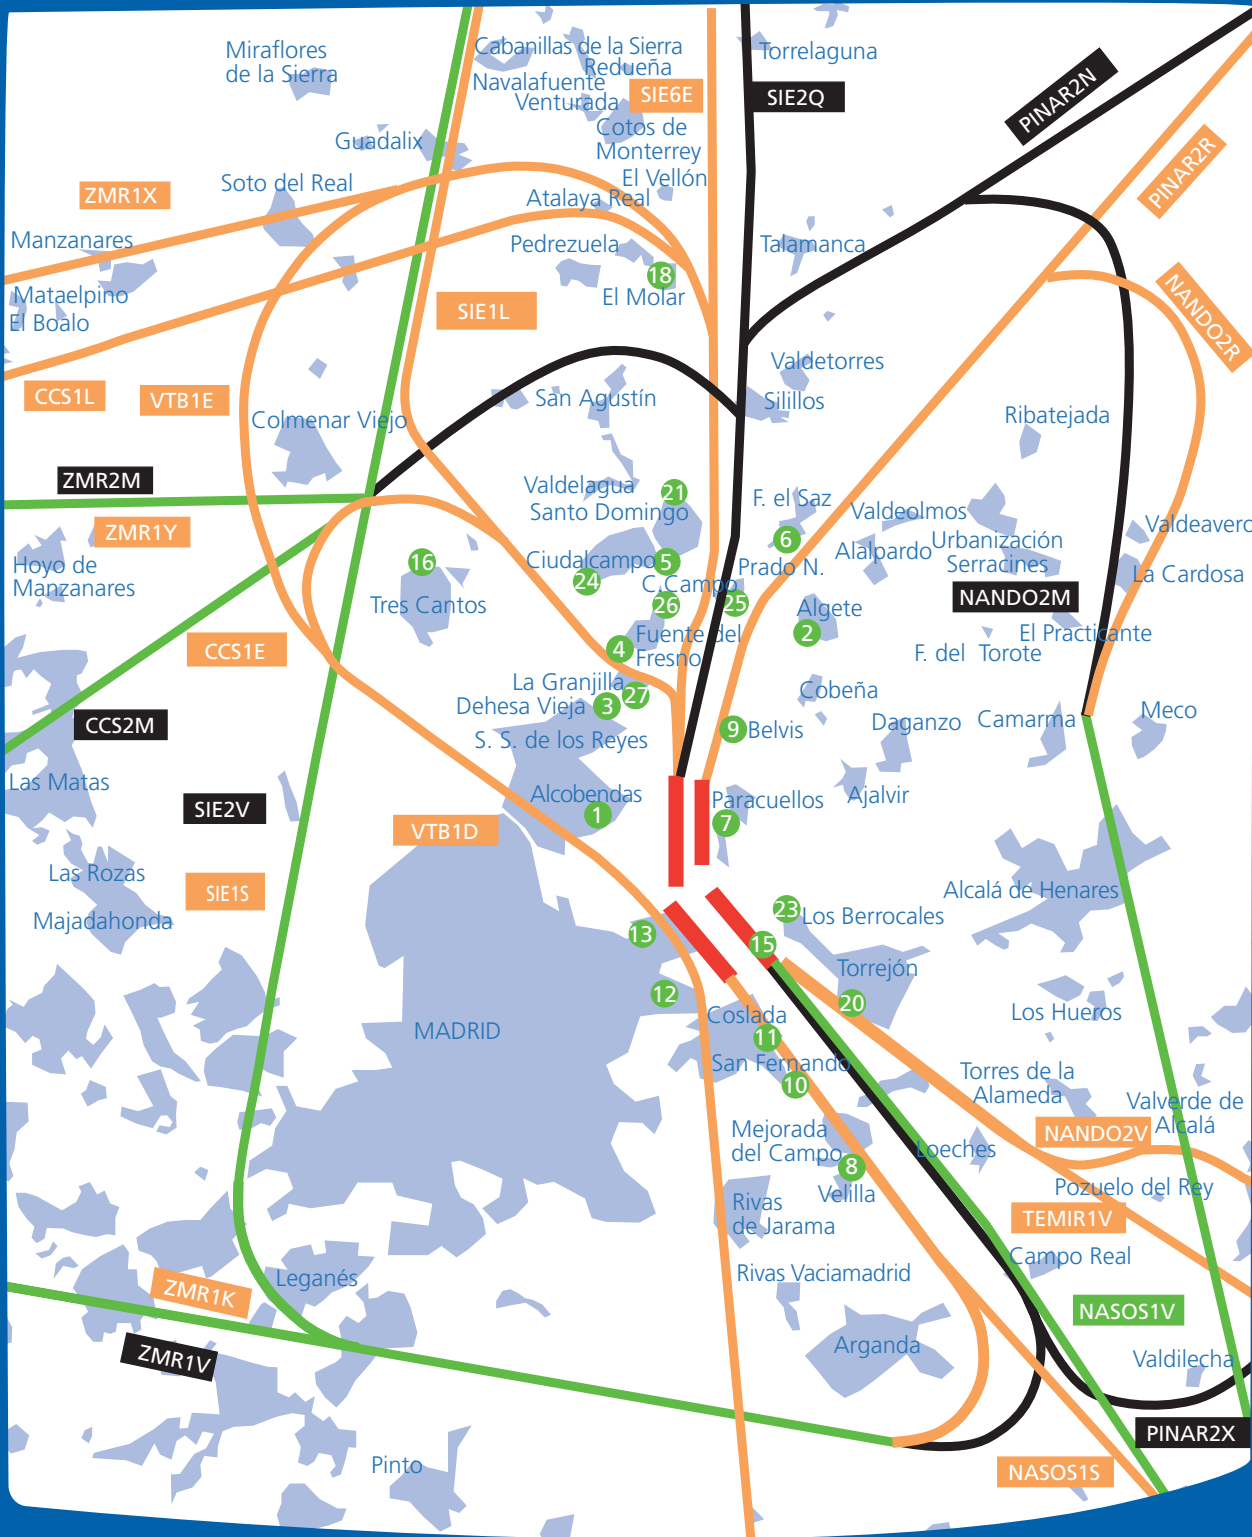 Miraflores
de la Sierra
Cabanillas de la Sierra
Redueña
Navalafuente
Venturada
SIE6E
SIE2Q
Torrelaguna
PINAR2N
Cotos de
Monterrey
Guadalix
El Vellón
PINAR2R
ZMR1X
Soto del Real
Atalaya Real
Manzanares
Pedrezuela
Talamanca
18
El Molar
Mataelpino
El Boalo
SIE1L
NANDO2R
Valdetorres
CCS1L
VTB1E
San Agustín
Silillos
Colmenar Viejo
Ribatejada
ZMR2M
Valdelagua
21
F. el Saz
Santo Domingo
Valdeolmos
Valdeavero
ZMR1Y
6
Urbanización
Serracines
Alalpardo
Hoyo de
Manzanares
16
Ciudalcampo
5
Prado N.
La Cardosa
24
C.Campo
NANDO2M
Tres Cantos
26
25
Algete
2
El Practicante
4
Fuente del
Fresno
F. del Torote
CCS1E
La Granjilla
27
Cobeña
Dehesa Vieja
3
Meco
CCS2M
9
Belvis
Daganzo
Camarma
S. S. de los Reyes
Las Matas
Alcobendas
1
Paracuellos
Ajalvir
SIE2V
7
VTB1D
Las Rozas
SIE1S
Alcalá de Henares
Majadahonda
23
Los Berrocales
13
15
Torrejón
12
20
Coslada
Los Hueros
MADRID
11
San Fernando
10
Torres de la
Alameda
Valverde de
Alcalá
Mejorada
del Campo
NANDO2V
Loeches
8
Velilla
Pozuelo del Rey
Rivas
de Jarama
TEMIR1V
Campo Real
Rivas Vaciamadrid
Leganés
ZMR1K
NASOS1V
Arganda
ZMR1V
Valdilecha
PINAR2X
Pinto
NASOS1S